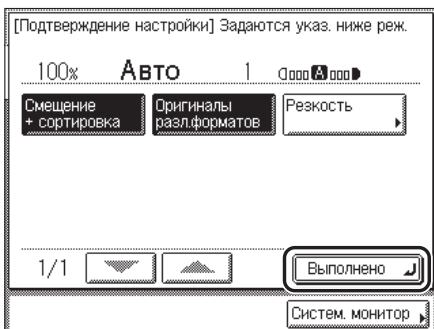 [Подтверждение настройки] Задаются указ. ниже реж.
100% Авто 1 A
Смещение + сортировка
Оригиналы разл.форматов
Резкость
1/1
Выполнено
Систем. монитор